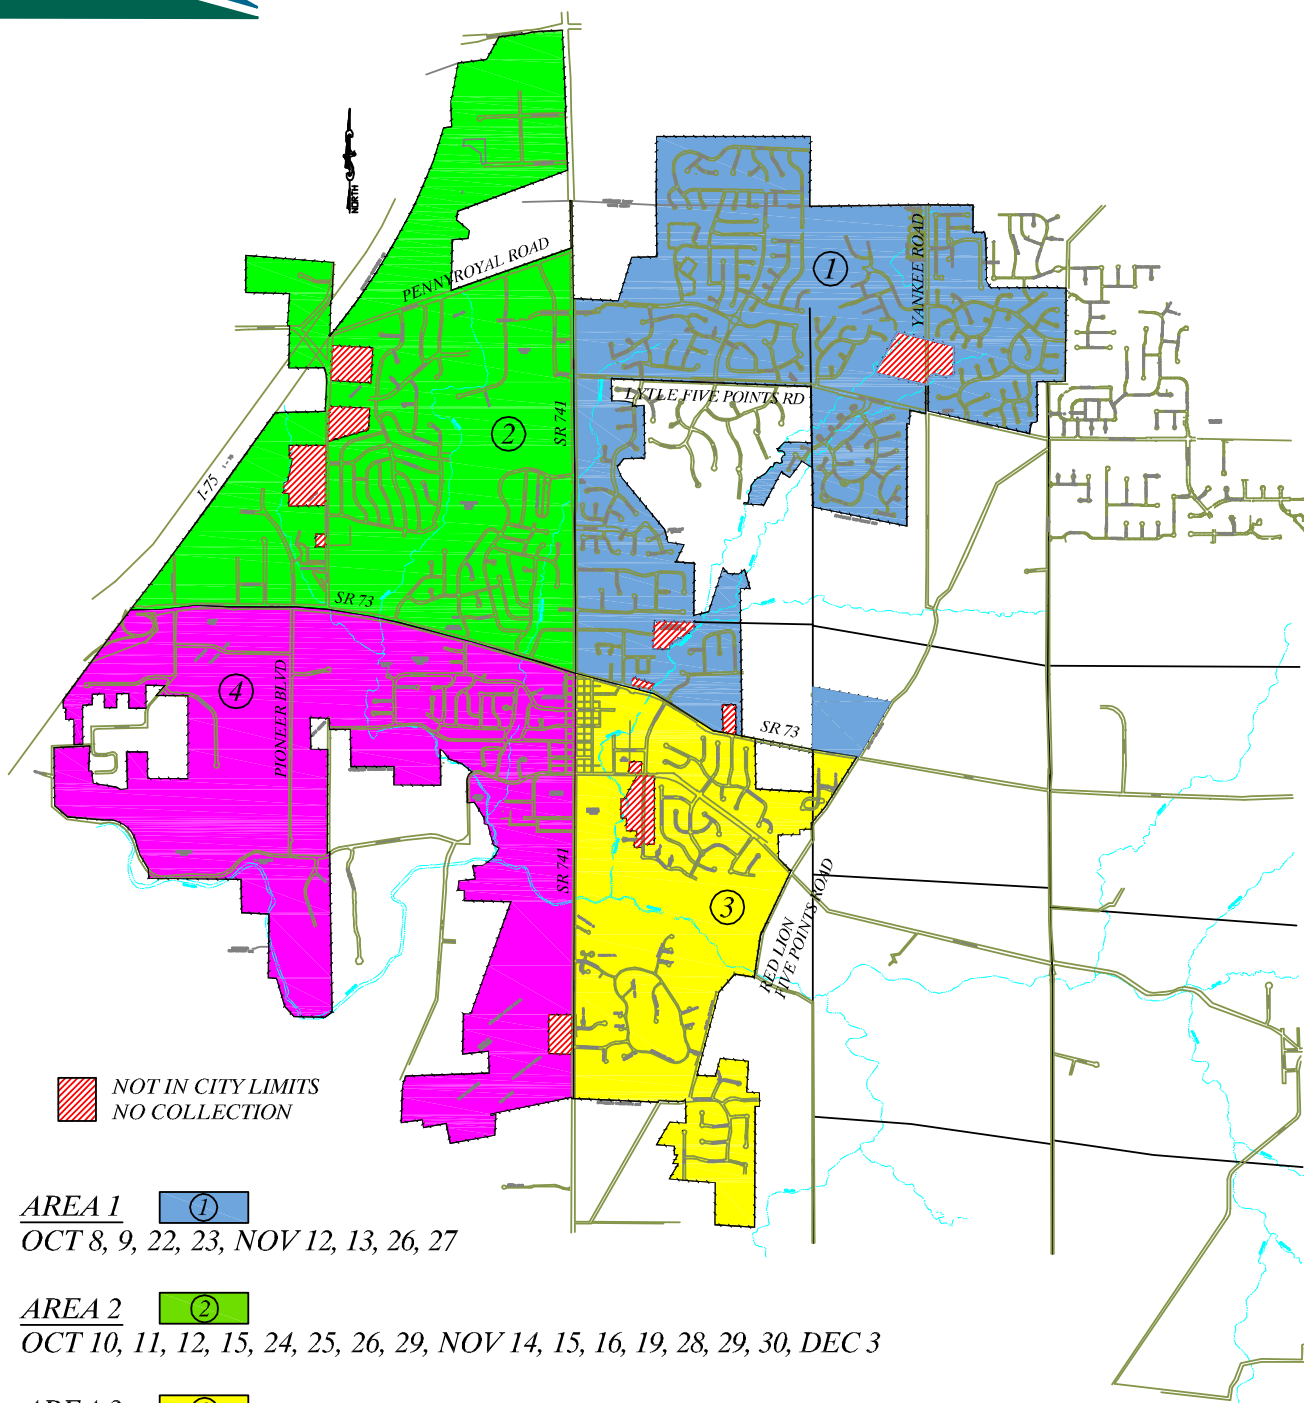 NORTH
PENNYROYAL ROAD
1
YANKEE ROAD
LYTLE FIVE POINTS RD
SR 741
2
I-75
SR 73
4
PIONEER BLVD
SR 73
SR 741
3
RED LION
FIVE POINTS ROAD
NOT IN CITY LIMITS
NO COLLECTION
AREA 1 1
OCT 8, 9, 22, 23, NOV 12, 13, 26, 27
AREA 2 2
OCT 10, 11, 12, 15, 24, 25, 26, 29, NOV 14, 15, 16, 19, 28, 29, 30, DEC 3